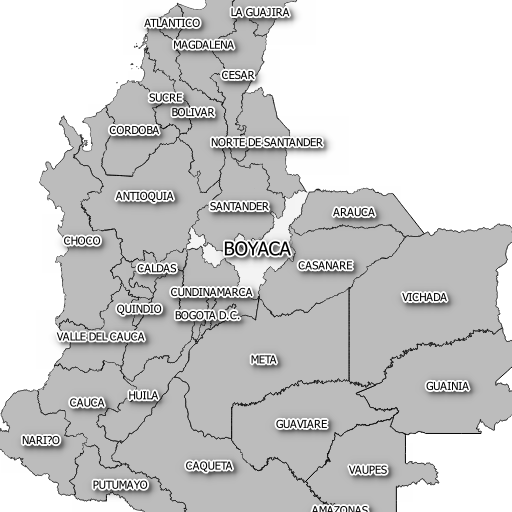 LA GUAJIRA
ATLANTICO
MAGDALENA
CESAR
SUCRE
BOLIVAR
CORDOBA
NORTE DE SANTANDER
ANTIOQUIA
SANTANDER
ARAUCA
CHOCO
BOYACA
CALDAS
CASANARE
CUNDINAMARCA
VICHADA
QUINDIO
BOGOTA D.C.
VALLE DEL CAUCA
META
GUAINIA
HUILA
CAUCA
GUAVIARE
NARI?O
CAQUETA
VAUPES
PUTUMAYO
AMAZONAS